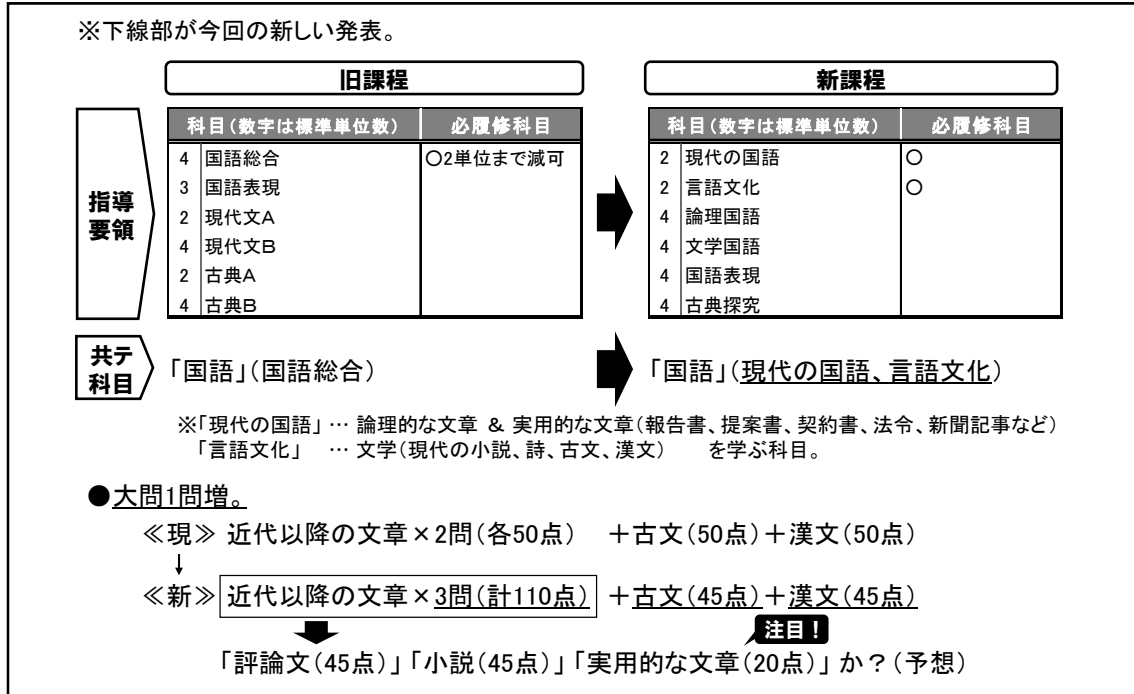 ※下線部が今回の新しい発表。
旧課程
新課程
指導
要領
科目(数字は標準単位数) 必履修科目
4 国語総合 〇2単位まで減可
3 国語表現
2 現代文A
4 現代文B
2 古典A
4 古典B
科目(数字は標準単位数) 必履修科目
2 現代の国語 〇
2 言語文化 〇
4 論理国語
4 文学国語
4 国語表現
4 古典探究
共テ
科目
「国語」(国語総合)
「国語」(現代の国語、言語文化)
※「現代の国語」 … 論理的な文章 & 実用的な文章(報告書、提案書、契約書、法令、新聞記事など)
「言語文化」 … 文学(現代の小説、詩、古文、漢文) を学ぶ科目。
●大問1問増。
≪現≫ 近代以降の文章×2問(各50点) +古文(50点)+漢文(50点)
↓
≪新≫ 近代以降の文章×3問(計110点) +古文(45点)+漢文(45点)
注目!
「評論文(45点)」「小説(45点)」「実用的な文章(20点)」 か?(予想)